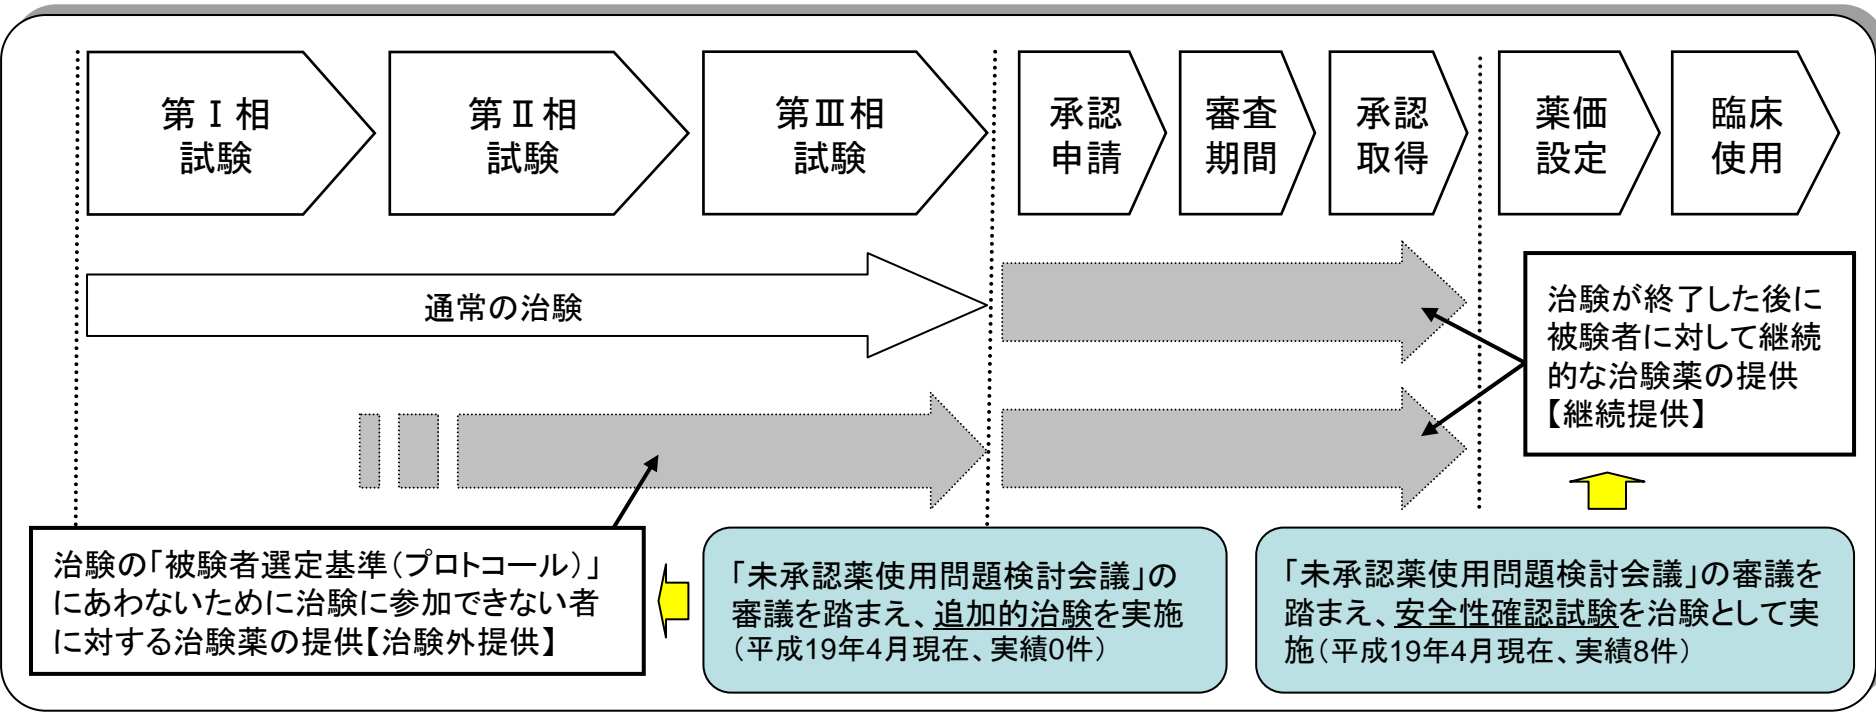 第Ⅰ相
試験
第Ⅱ相
試験
第Ⅲ相
試験
承認
申請
審査
期間
承認
取得
薬価
設定
臨床
使用
通常の治験
治験が終了した後に
被験者に対して継続
的な治験薬の提供
【継続提供】
治験の「被験者選定基準(プロトコール)」
にあわないために治験に参加できない者
に対する治験薬の提供【治験外提供】
「未承認薬使用問題検討会議」の
審議を踏まえ、追加的治験を実施
(平成19年4月現在、実績0件)
「未承認薬使用問題検討会議」の審議を
踏まえ、安全性確認試験を治験として実
施(平成19年4月現在、実績8件)